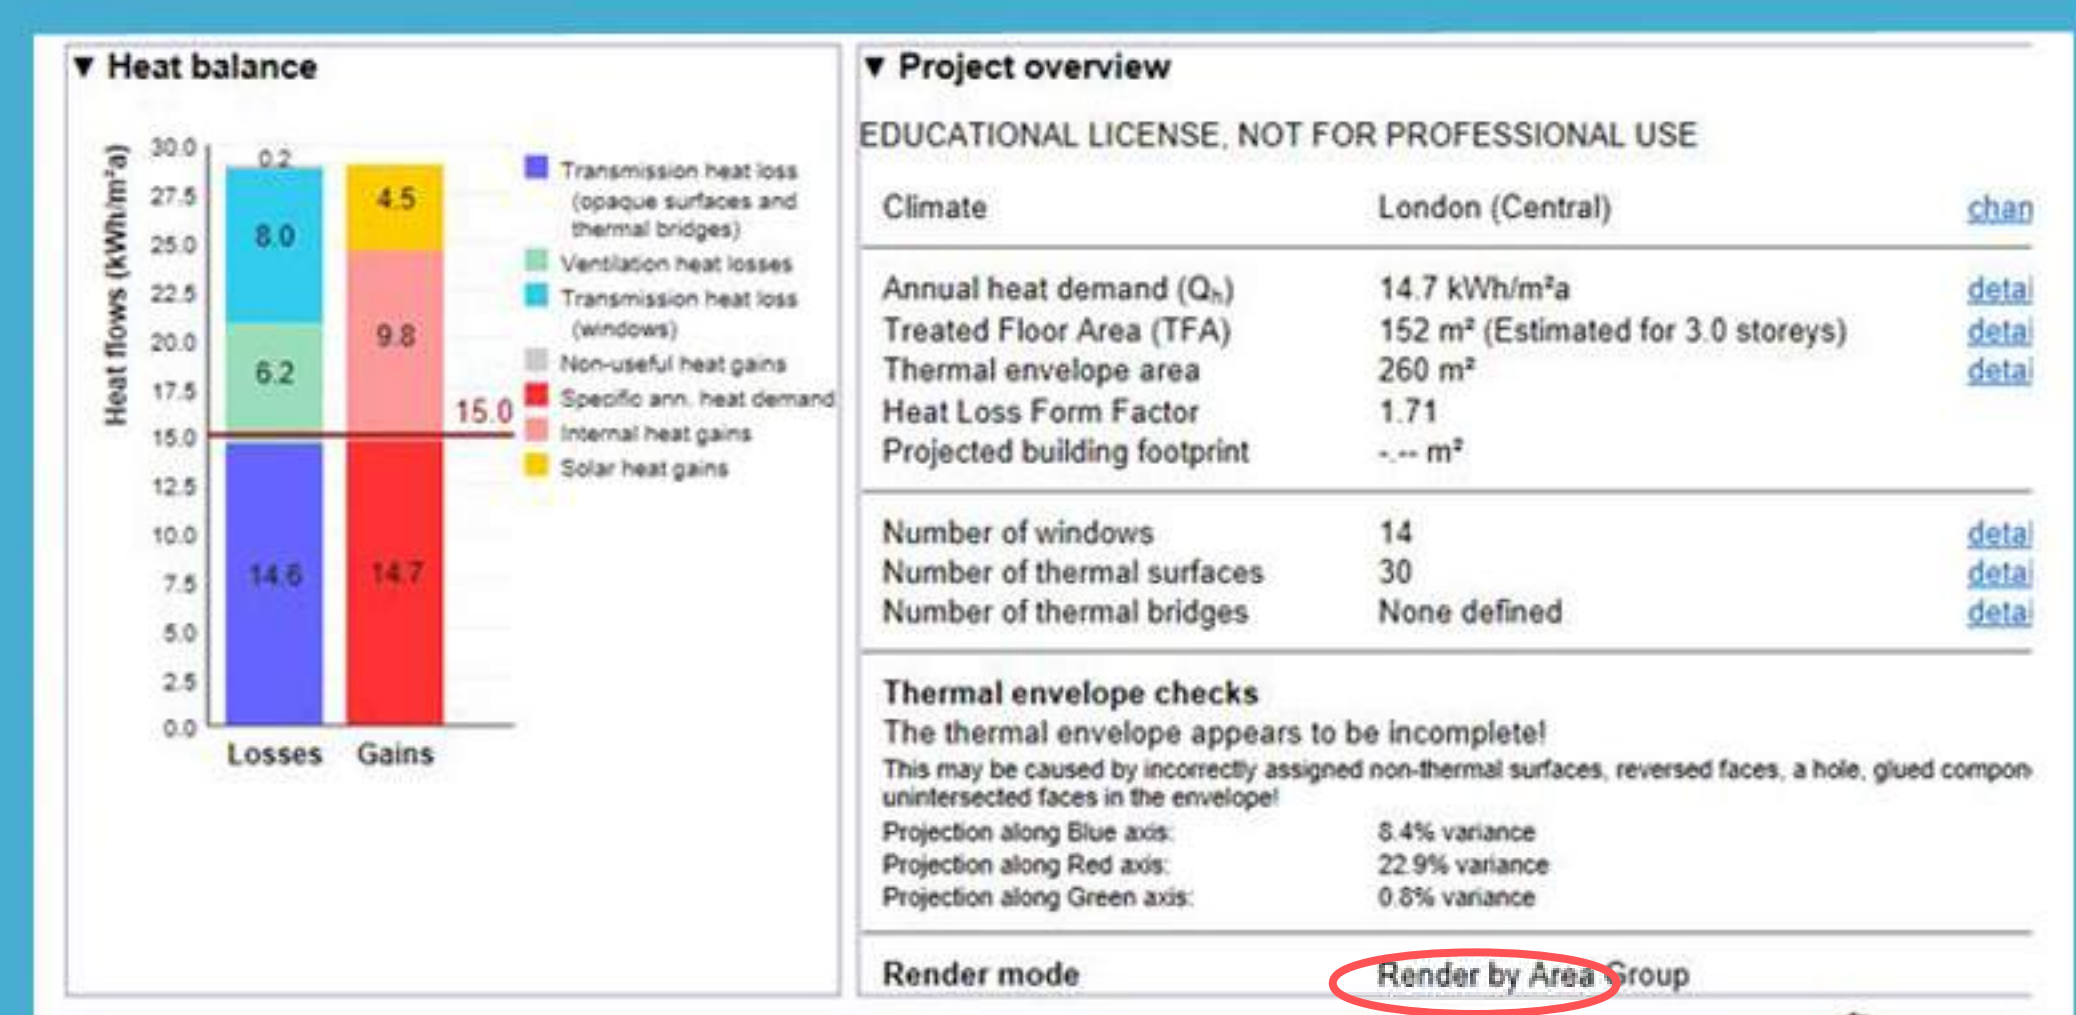 ▼ Heat balance
Heat flows (kWh/m²a)
30.0
27.5
25.0
22.5
20.0
17.5
15.0
12.5
10.0
7.5
5.0
2.5
0.0
0.2
8.0
6.2
14.6
4.5
9.8
14.7
15.0
Losses Gains
Transmission heat loss
(opaque surfaces and
thermal bridges)
Ventilation heat losses
Transmission heat loss
(windows)
Non-useful heat gains
Specific ann. heat demand
Internal heat gains
Solar heat gains
▼ Project overview
EDUCATIONAL LICENSE, NOT FOR PROFESSIONAL USE
Climate London (Central) chan
Annual heat demand (Qₕ) 14.7 kWh/m²a detai
Treated Floor Area (TFA) 152 m² (Estimated for 3.0 storeys) detai
Thermal envelope area 260 m² detai
Heat Loss Form Factor 1.71
Projected building footprint -.-- m²
Number of windows 14 detai
Number of thermal surfaces 30 detai
Number of thermal bridges None defined detai
Thermal envelope checks
The thermal envelope appears to be incomplete!
This may be caused by incorrectly assigned non-thermal surfaces, reversed faces, a hole, glued compon
unintersected faces in the envelope!
Projection along Blue axis: 8.4% variance
Projection along Red axis: 22.9% variance
Projection along Green axis: 0.8% variance
Render mode Render by Area Group